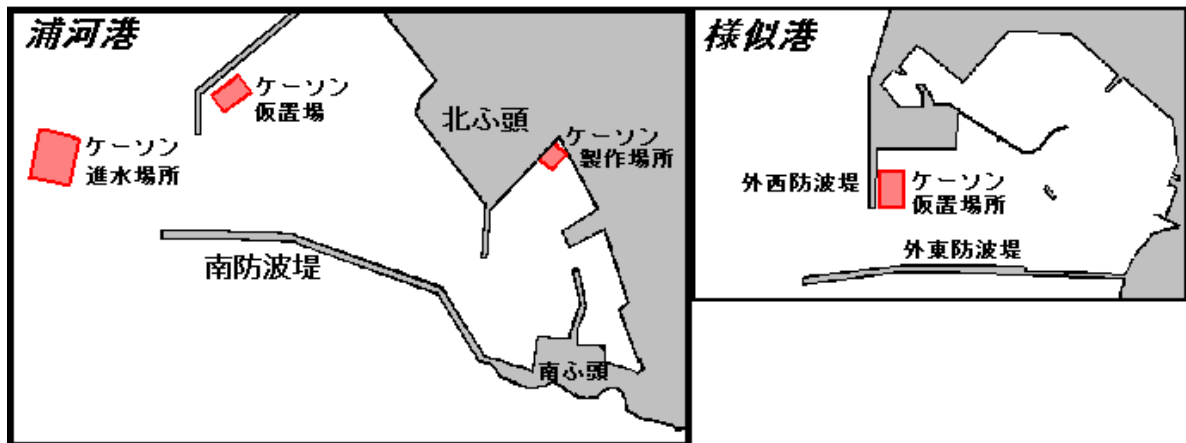 浦河港
ケーソン
仮置場
ケーソン
進水場所
北ふ頭
ケーソン
製作場所
南防波堤
南ふ頭
様似港
外西防波堤
ケーソン
仮置場所
外東防波堤